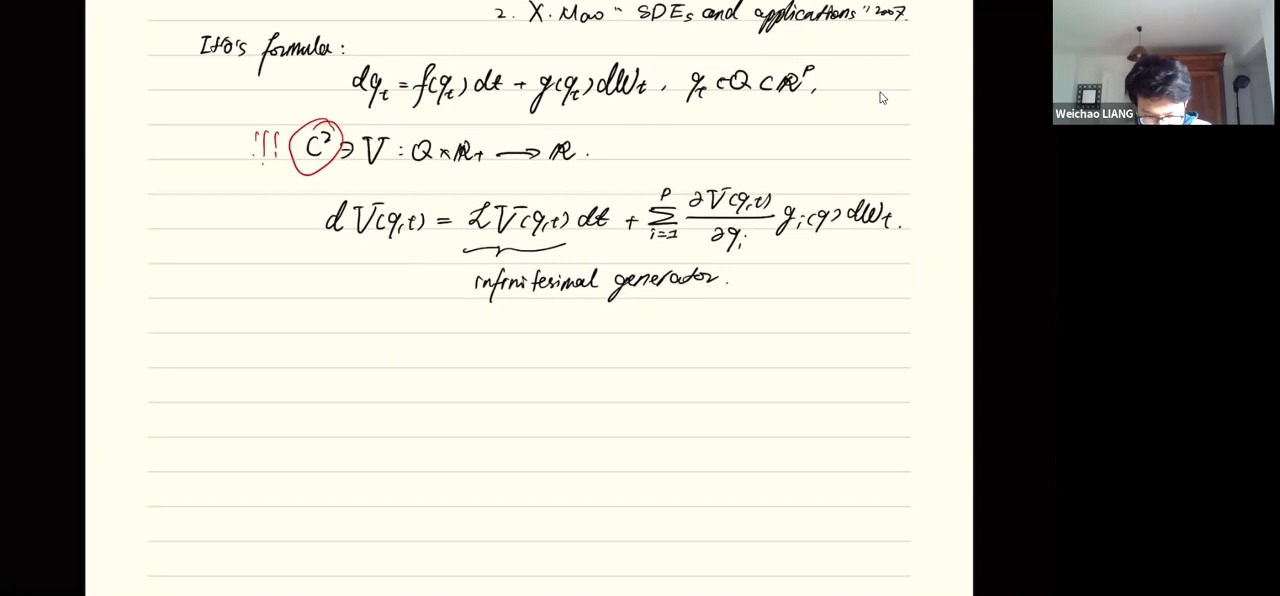 2. X. Mao " SDEs and applications" 2007.
Itô's formula :
dq_t = f(q_t) dt + g(q_t) dW_t , q_t ∈ Q ⊂ ℝ^p,
!!! C² ∋ V : Q × ℝ+ → ℝ .
dV(q,t) = ℒV(q,t) dt + Σ_{i=1}^{p} ∂V(q,t)/∂q_i g_i(q) dW_t .
infinitesimal generator .
Weichao LIANG